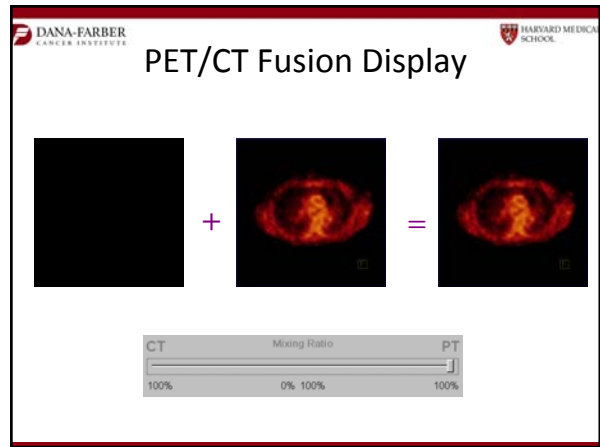 DANA-FARBER
CANCER INSTITUTE
HARVARD MEDICAL
SCHOOL
PET/CT Fusion Display
+
=
CT Mixing Ratio PT
100% 0% 100% 100%